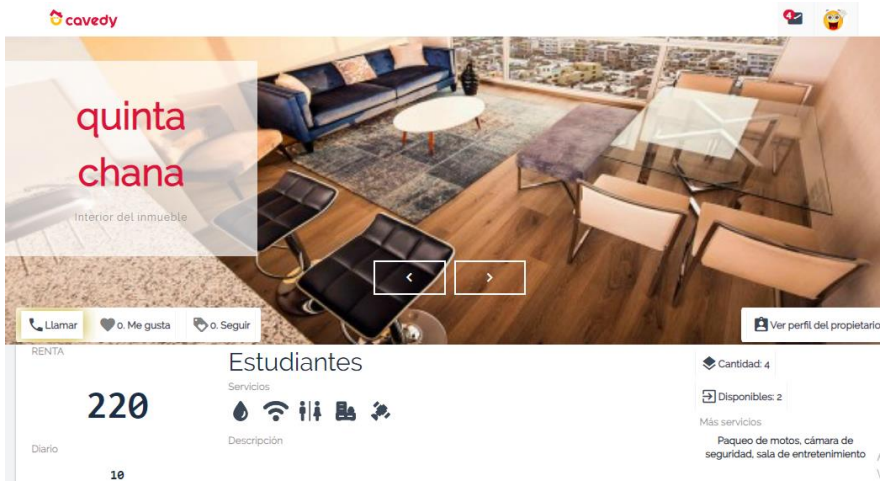 cavedy
4
quinta
chana
Interior del inmueble
Llamar
0. Me gusta
0. Seguir
Ver perfil del propietario
RENTA
220
Diario
10
Estudiantes
Servicios
Descripción
Cantidad: 4
Disponibles: 2
Más servicios
Paqueo de motos, cámara de
seguridad, sala de entretenimiento